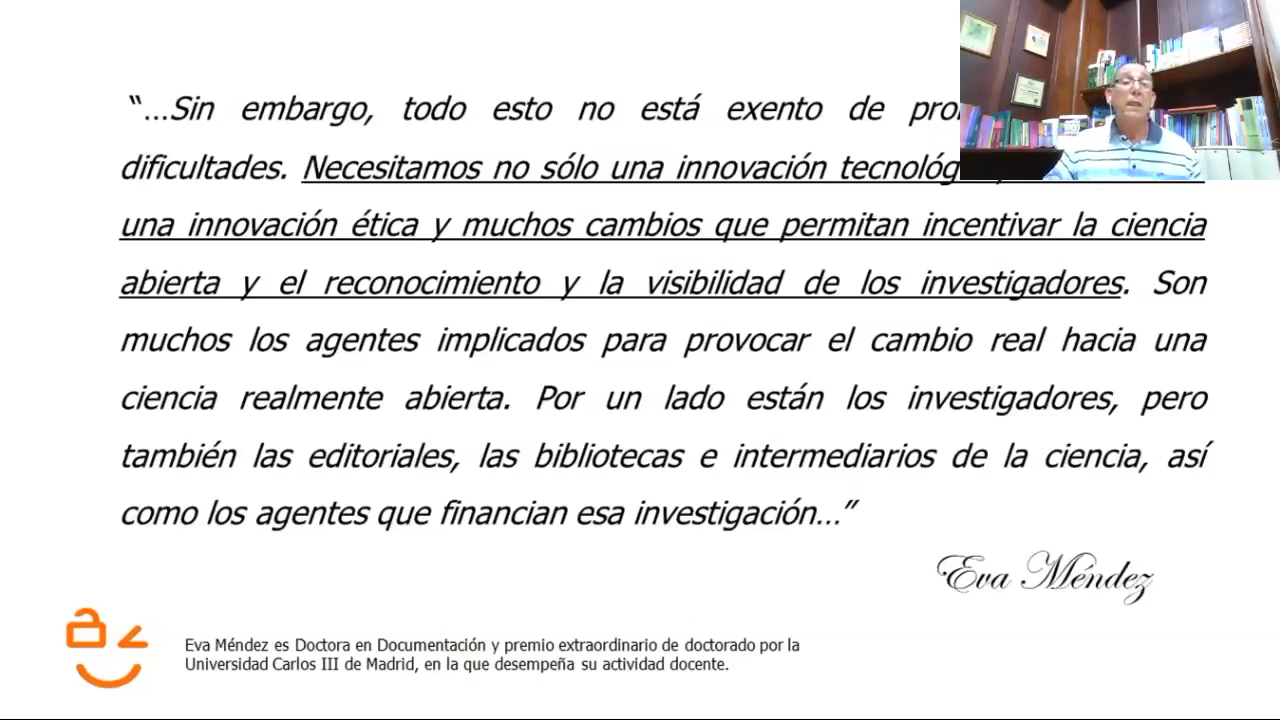 “…Sin embargo, todo esto no está exento de
dificultades. Necesitamos no sólo una innovación
una innovación ética y muchos cambios que permitan incentivar la ciencia
abierta y el reconocimiento y la visibilidad de los investigadores. Son
muchos los agentes implicados para provocar el cambio real hacia una
ciencia realmente abierta. Por un lado están los investigadores, pero
también las editoriales, las bibliotecas e intermediarios de la ciencia, así
como los agentes que financian esa investigación…”
Eva Méndez
Eva Méndez es Doctora en Documentación y premio extraordinario de doctorado por la
Universidad Carlos III de Madrid, en la que desempeña su actividad docente.